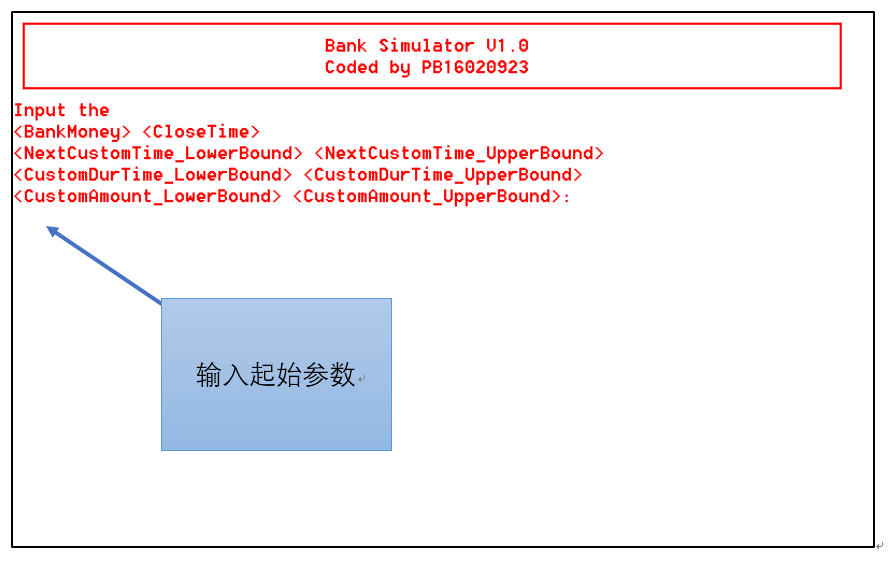 Bank Simulator V1.0
Coded by PB16020923
Input the
<BankMoney> <CloseTime>
<NextCustomTime_LowerBound> <NextCustomTime_UpperBound>
<CustomDurTime_LowerBound> <CustomDurTime_UpperBound>
<CustomAmount_LowerBound> <CustomAmount_UpperBound>:
输入起始参数